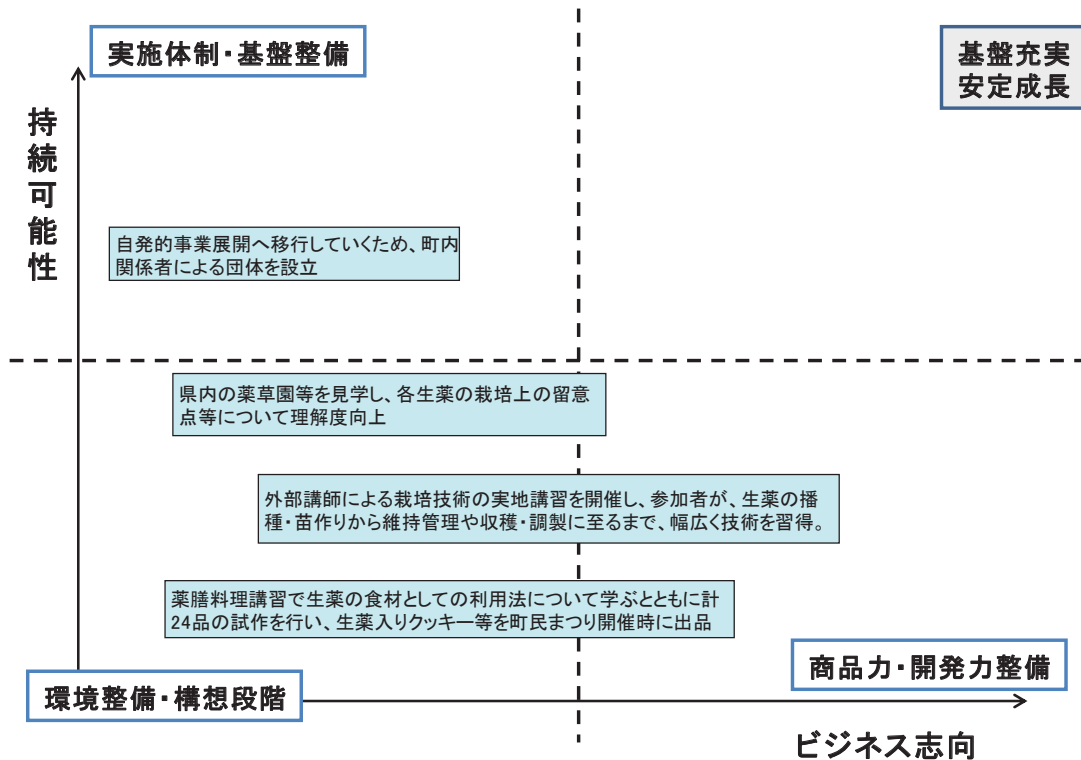 実施体制・基盤整備
基盤充実
安定成長
持続可能性
自発的事業展開へ移行していくため、町内
関係者による団体を設立
県内の薬草園等を見学し、各生薬の栽培上の留意
点等について理解度向上
外部講師による栽培技術の実地講習を開催し、参加者が、生薬の播
種・苗作りから維持管理や収穫・調製に至るまで、幅広く技術を習得。
薬膳料理講習で生薬の食材としての利用法について学ぶとともに計
24品の試作を行い、生薬入りクッキー等を町民まつり開催時に出品
商品力・開発力整備
環境整備・構想段階
ビジネス志向